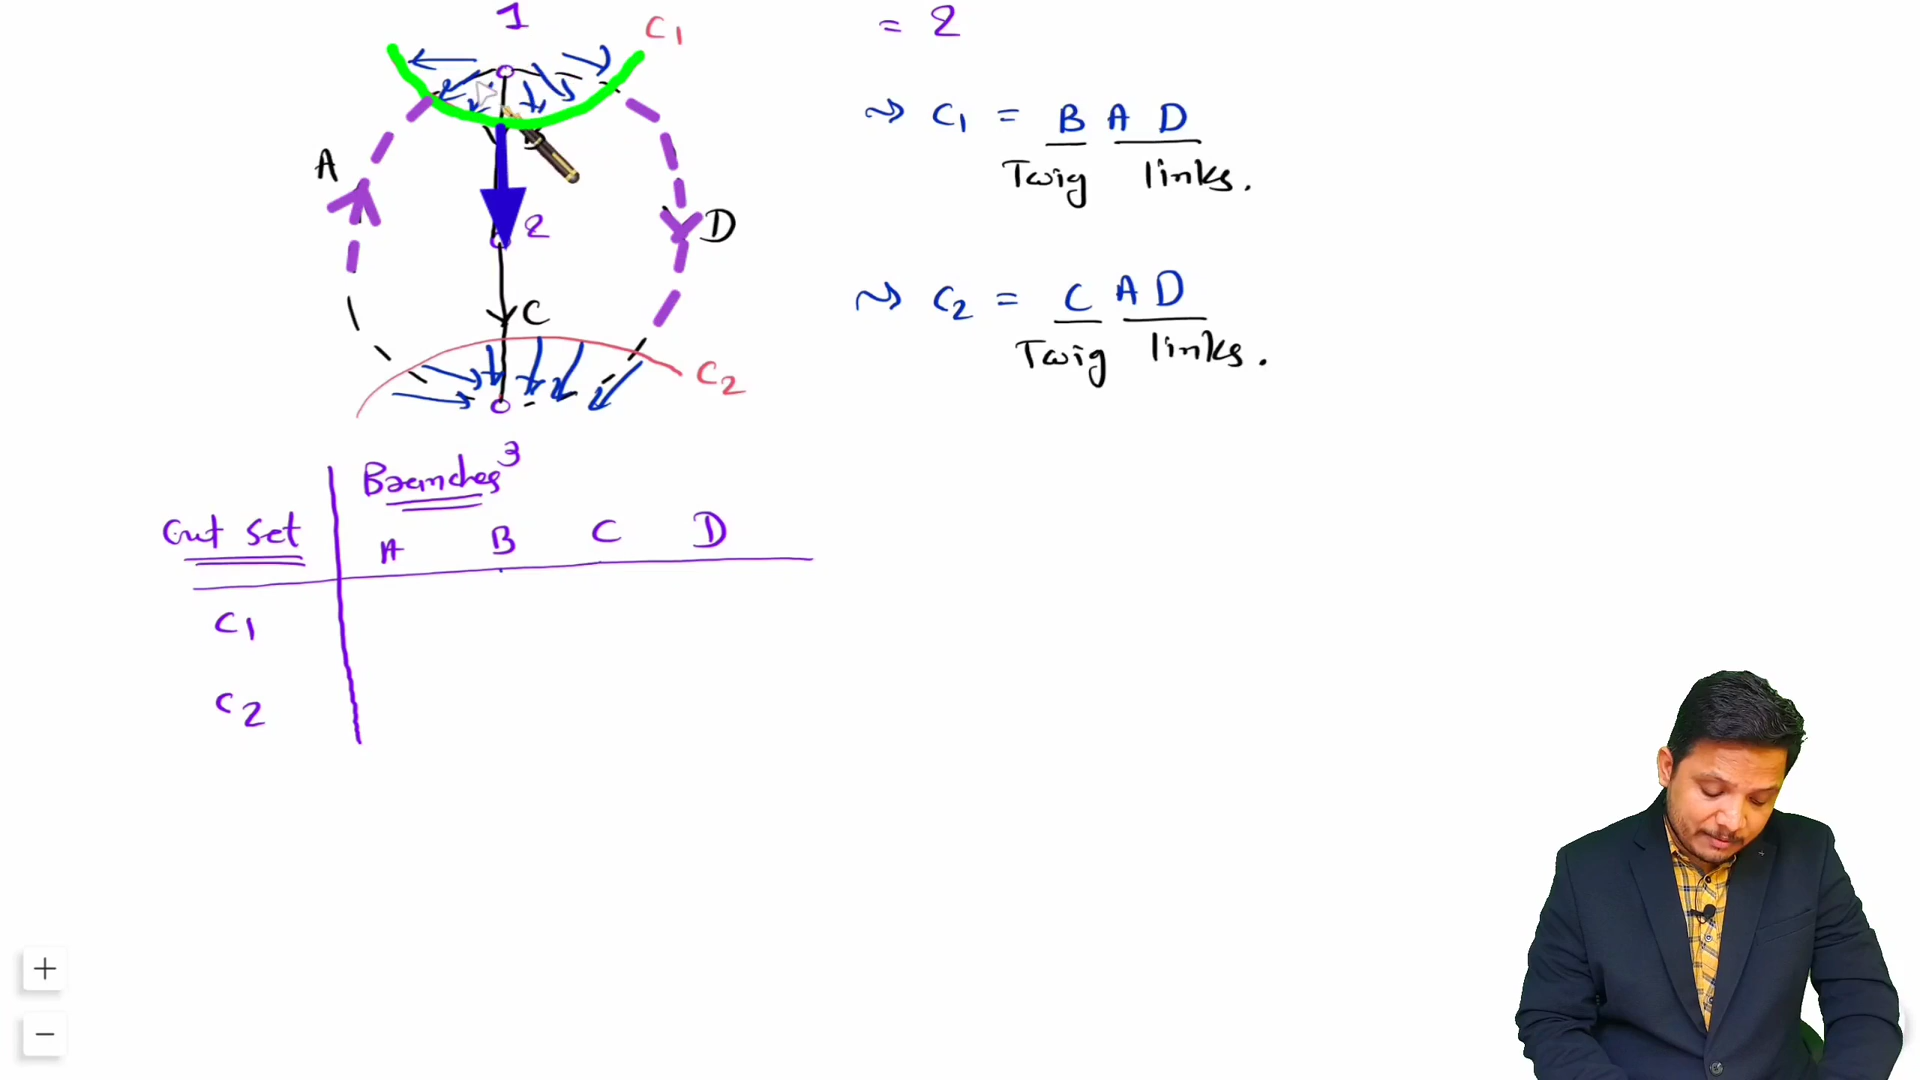 1
C1
= 2
A
B
2
D
C
C2
3
↝ C1 = B A D
Twig links.
↝ C2 = C A D
Twig links.
Branches
Cut Set
A B C D
C1
C2
+
−